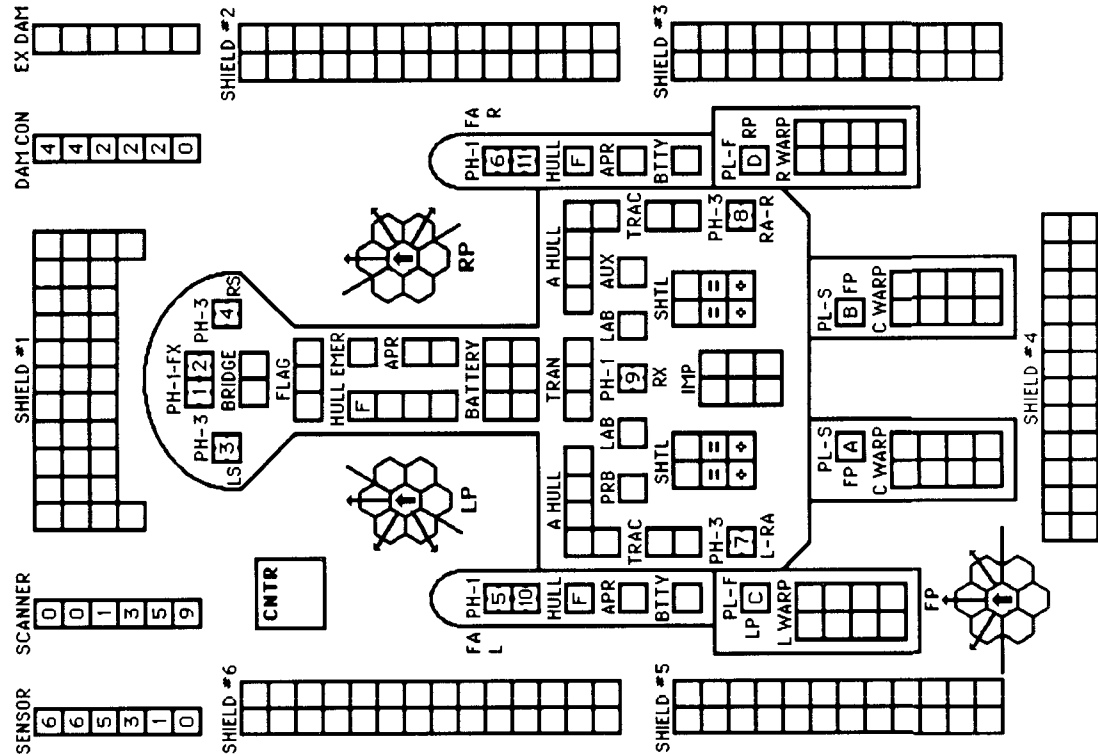 SENSOR
6 6 5 3 1 0
SCANNER
0 0 1 3 5 9
SHIELD #1
DAM CON
4 4 2 2 2 0
EX DAM
SHIELD #6
SHIELD #2
CNTR
PH-3
LS
3
PH-1-FX
1 2
BRIDGE
PH-3
4
RS
FLAG
HULL
F
EMER
APR
BATTERY
LP
RP
FA
L
PH-1
5
10
HULL
F
APR
BTTY
PH-1
FA
R
6
11
HULL
F
APR
BTTY
A HULL
TRAN
A HULL
PRB
LAB
PH-1
9
RX
LAB
AUX
TRAC
SHTL
= =
+ +
IMP
SHTL
= =
+ +
TRAC
PH-3
7
L-RA
PH-3
8
RA-R
SHIELD #5
SHIELD #3
PL-F
LP
C
L WARP
PL-S
FP
A
C WARP
PL-S
B
FP
C WARP
PL-F
D
RP
R WARP
FP
SHIELD #4